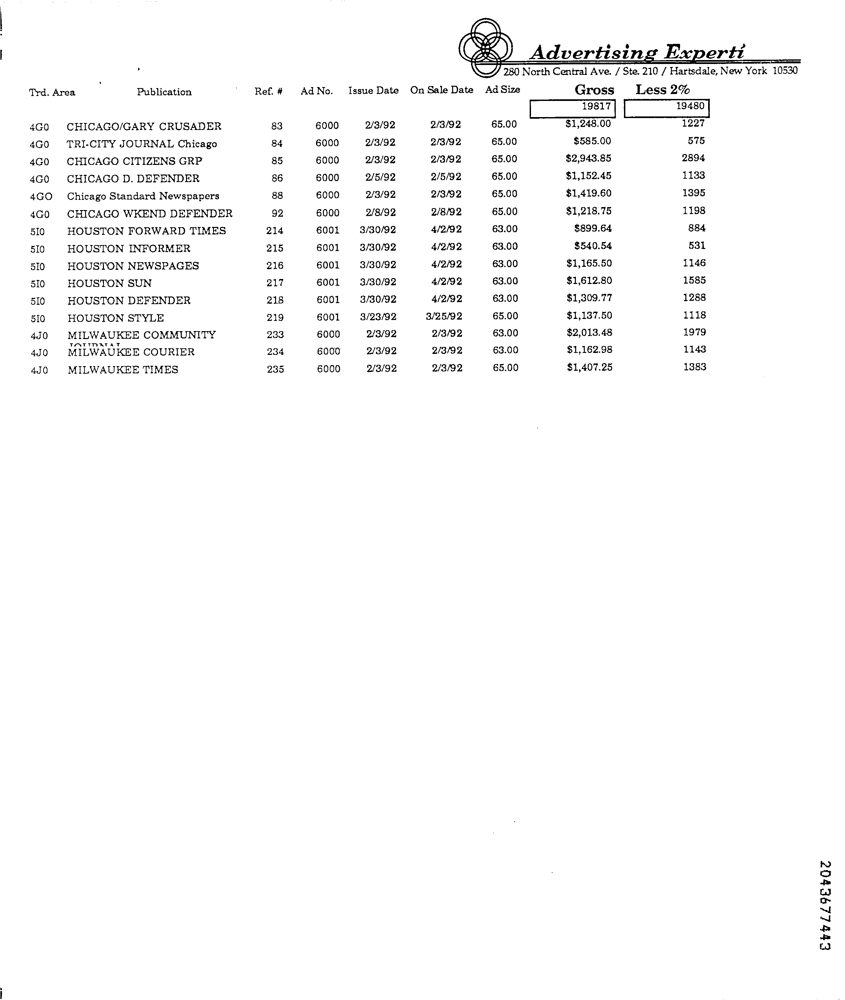 Advertising Experti
280 North Central Ave. / Ste. 210 / Hartsdale, New York 10530
Trd. Area Publication Ref. # Ad No. Issue Date On Sale Date Ad Size Gross Less 2%
19817 19480
4G0 CHICAGO/GARY CRUSADER 83 6000 2/3/92 2/3/92 65.00 $1,248.00 1227
4G0 TRI-CITY JOURNAL Chicago 84 6000 2/3/92 2/3/92 65.00 $585.00 575
4G0 CHICAGO CITIZENS GRP 85 6000 2/3/92 2/3/92 65.00 $2,943.85 2894
4G0 CHICAGO D. DEFENDER 86 6000 2/5/92 2/5/92 65.00 $1,152.45 1133
4GO Chicago Standard Newspapers 88 6000 2/3/92 2/3/92 65.00 $1,419.60 1395
4G0 CHICAGO WKEND DEFENDER 92 6000 2/8/92 2/8/92 65.00 $1,218.75 1198
5I0 HOUSTON FORWARD TIMES 214 6001 3/30/92 4/2/92 63.00 $899.64 884
5I0 HOUSTON INFORMER 215 6001 3/30/92 4/2/92 63.00 $540.54 531
5I0 HOUSTON NEWSPAGES 216 6001 3/30/92 4/2/92 63.00 $1,165.50 1146
5I0 HOUSTON SUN 217 6001 3/30/92 4/2/92 63.00 $1,612.80 1585
5I0 HOUSTON DEFENDER 218 6001 3/30/92 4/2/92 63.00 $1,309.77 1288
5I0 HOUSTON STYLE 219 6001 3/23/92 3/25/92 65.00 $1,137.50 1118
4J0 MILWAUKEE COMMUNITY 233 6000 2/3/92 2/3/92 63.00 $2,013.48 1979
JOURNAL
4J0 MILWAUKEE COURIER 234 6000 2/3/92 2/3/92 63.00 $1,162.98 1143
4J0 MILWAUKEE TIMES 235 6000 2/3/92 2/3/92 65.00 $1,407.25 1383
2043677443